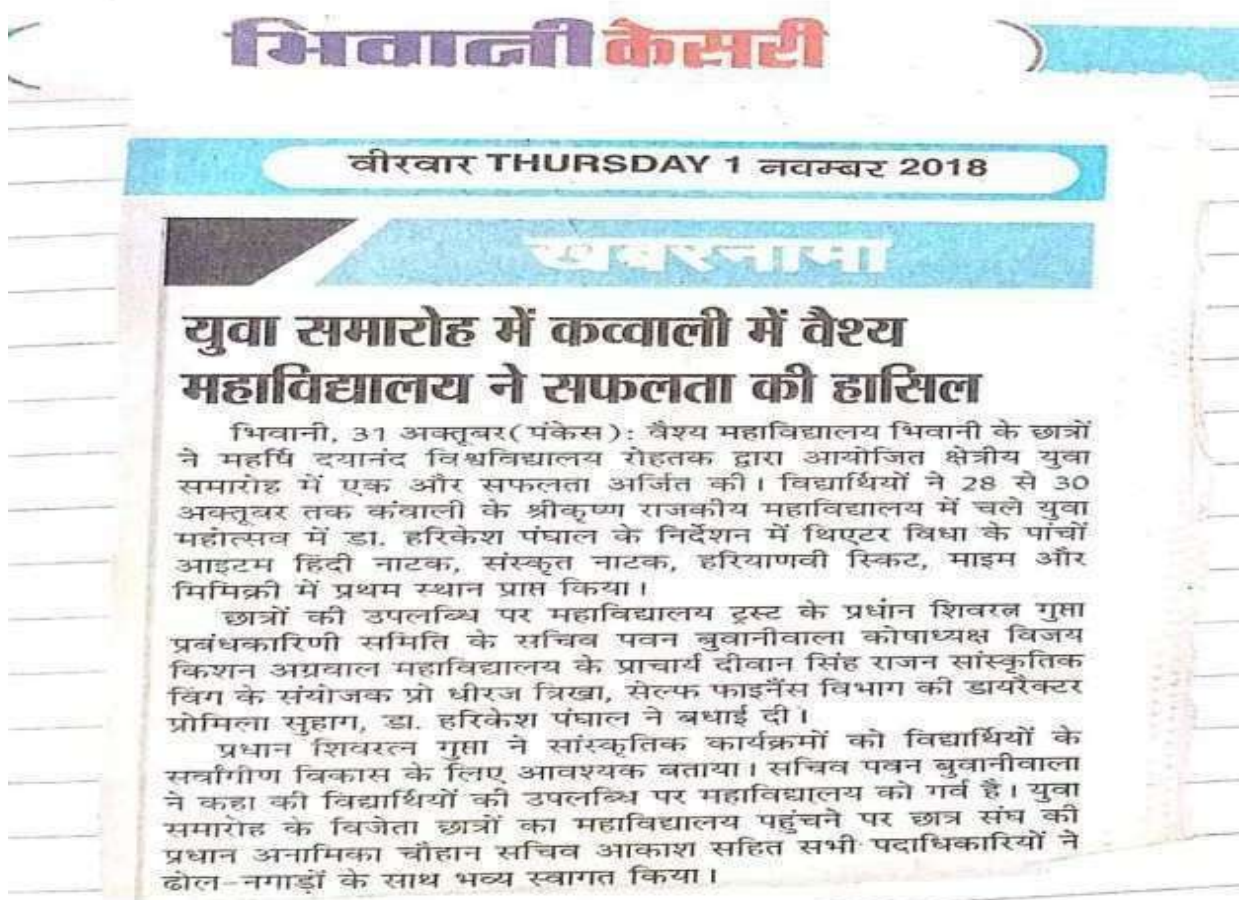 भिवानी केसरी
वीरवार THURSDAY 1 नवम्बर 2018
खबरनामा
युवा समारोह में कव्वाली में वैश्य
महाविद्यालय ने सफलता की हासिल
भिवानी, 31 अक्तूबर(पंकेस): वैश्य महाविद्यालय भिवानी के छात्रों
ने महर्षि दयानंद विश्वविद्यालय रोहतक द्वारा आयोजित क्षेत्रीय युवा
समारोह में एक और सफलता अर्जित की। विद्यार्थियों ने 28 से 30
अक्तूबर तक कंवाली के श्रीकृष्ण राजकीय महाविद्यालय में चले युवा
महोत्सव में डा. हरिकेश पंघाल के निर्देशन में थिएटर विधा के पांचों
आइटम हिंदी नाटक, संस्कृत नाटक, हरियाणवी स्किट, माइम और
मिमिक्री में प्रथम स्थान प्राप्त किया।
छात्रों की उपलब्धि पर महाविद्यालय ट्रस्ट के प्रधान शिवरत्न गुप्ता
प्रबंधकारिणी समिति के सचिव पवन बुवानीवाला कोषाध्यक्ष विजय
किशन अग्रवाल महाविद्यालय के प्राचार्य दीवान सिंह राजन सांस्कृतिक
विंग के संयोजक प्रो धीरज त्रिखा, सेल्फ फाइनैंस विभाग की डायरैक्टर
प्रोमिला सुहाग, डा. हरिकेश पंघाल ने बधाई दी।
प्रधान शिवरत्न गुप्ता ने सांस्कृतिक कार्यक्रमों को विद्यार्थियों के
सर्वांगीण विकास के लिए आवश्यक बताया। सचिव पवन बुवानीवाला
ने कहा की विद्यार्थियों की उपलब्धि पर महाविद्यालय को गर्व है। युवा
समारोह के विजेता छात्रों का महाविद्यालय पहुंचने पर छात्र संघ की
प्रधान अनामिका चौहान सचिव आकाश सहित सभी पदाधिकारियों ने
ढोल-नगाड़ों के साथ भव्य स्वागत किया।